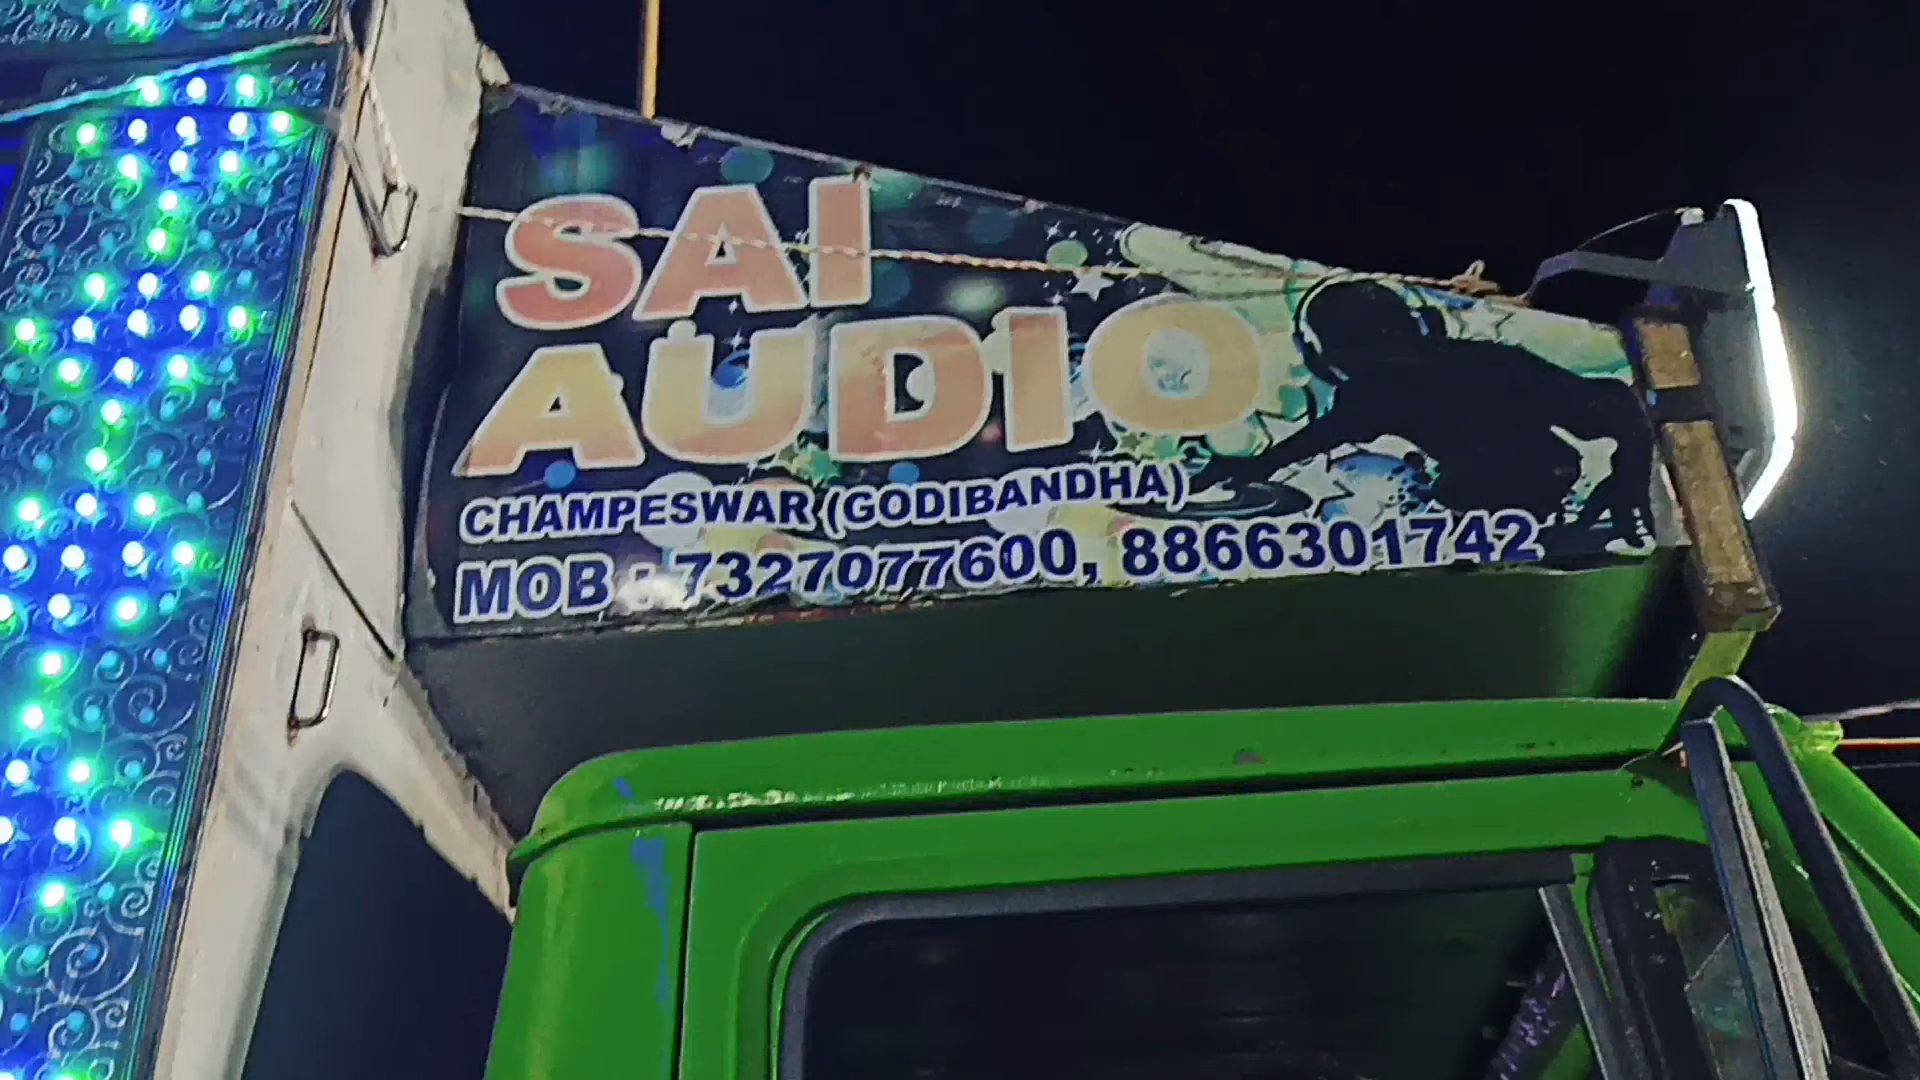 SAI
AUDIO
CHAMPESWAR (GODIBANDHA)
MOB : 7327077600, 8866301742